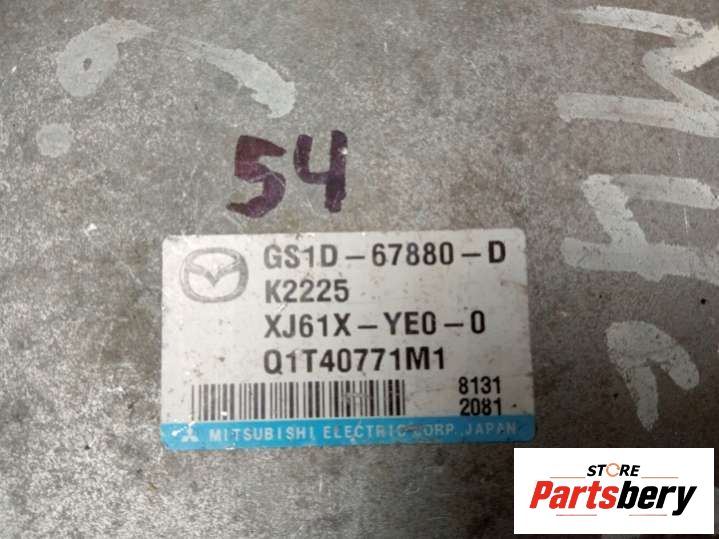 54
GS1D-67880-D
K2225
XJ61X-YE0-0
Q1T40771M1
8131
2081
MITSUBISHI ELECTRIC CORP., JAPAN
STORE
Partsbery